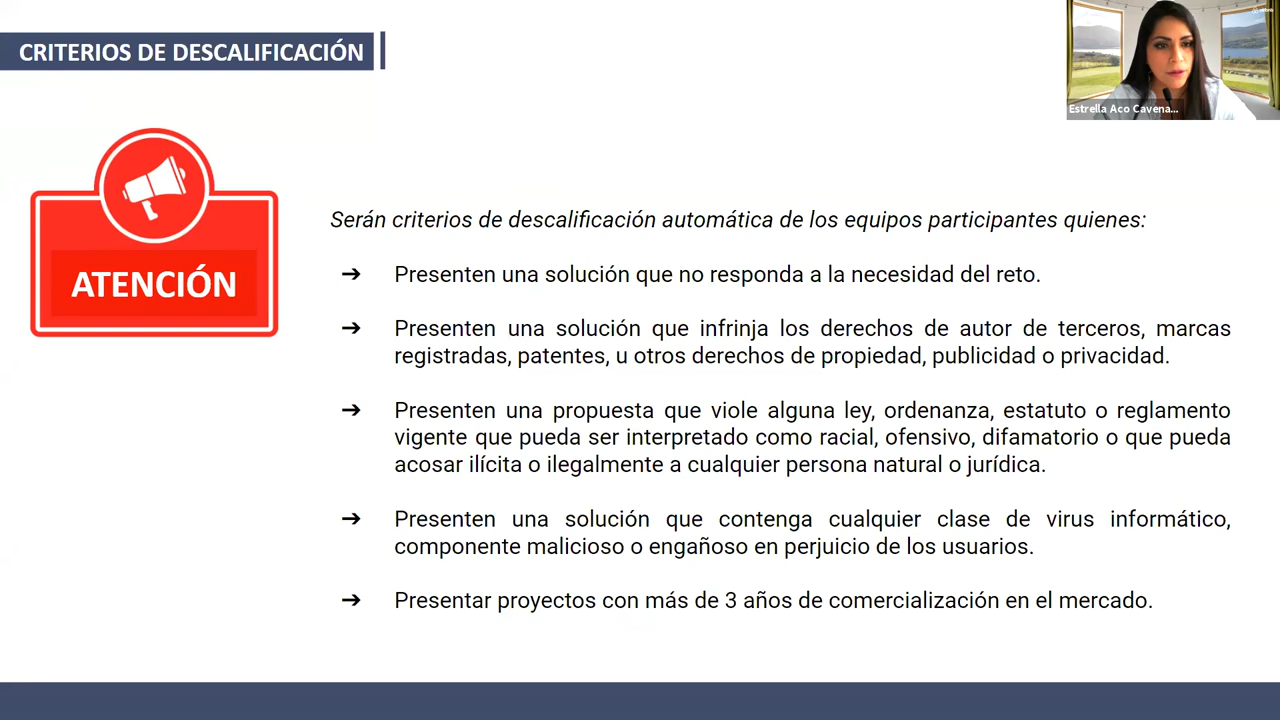 CRITERIOS DE DESCALIFICACIÓN
Estrella Aco Cavena...
ATENCIÓN
Serán criterios de descalificación automática de los equipos participantes quienes:
➔ Presenten una solución que no responda a la necesidad del reto.
➔ Presenten una solución que infrinja los derechos de autor de terceros, marcas
registradas, patentes, u otros derechos de propiedad, publicidad o privacidad.
➔ Presenten una propuesta que viole alguna ley, ordenanza, estatuto o reglamento
vigente que pueda ser interpretado como racial, ofensivo, difamatorio o que pueda
acosar ilícita o ilegalmente a cualquier persona natural o jurídica.
➔ Presenten una solución que contenga cualquier clase de virus informático,
componente malicioso o engañoso en perjuicio de los usuarios.
➔ Presentar proyectos con más de 3 años de comercialización en el mercado.